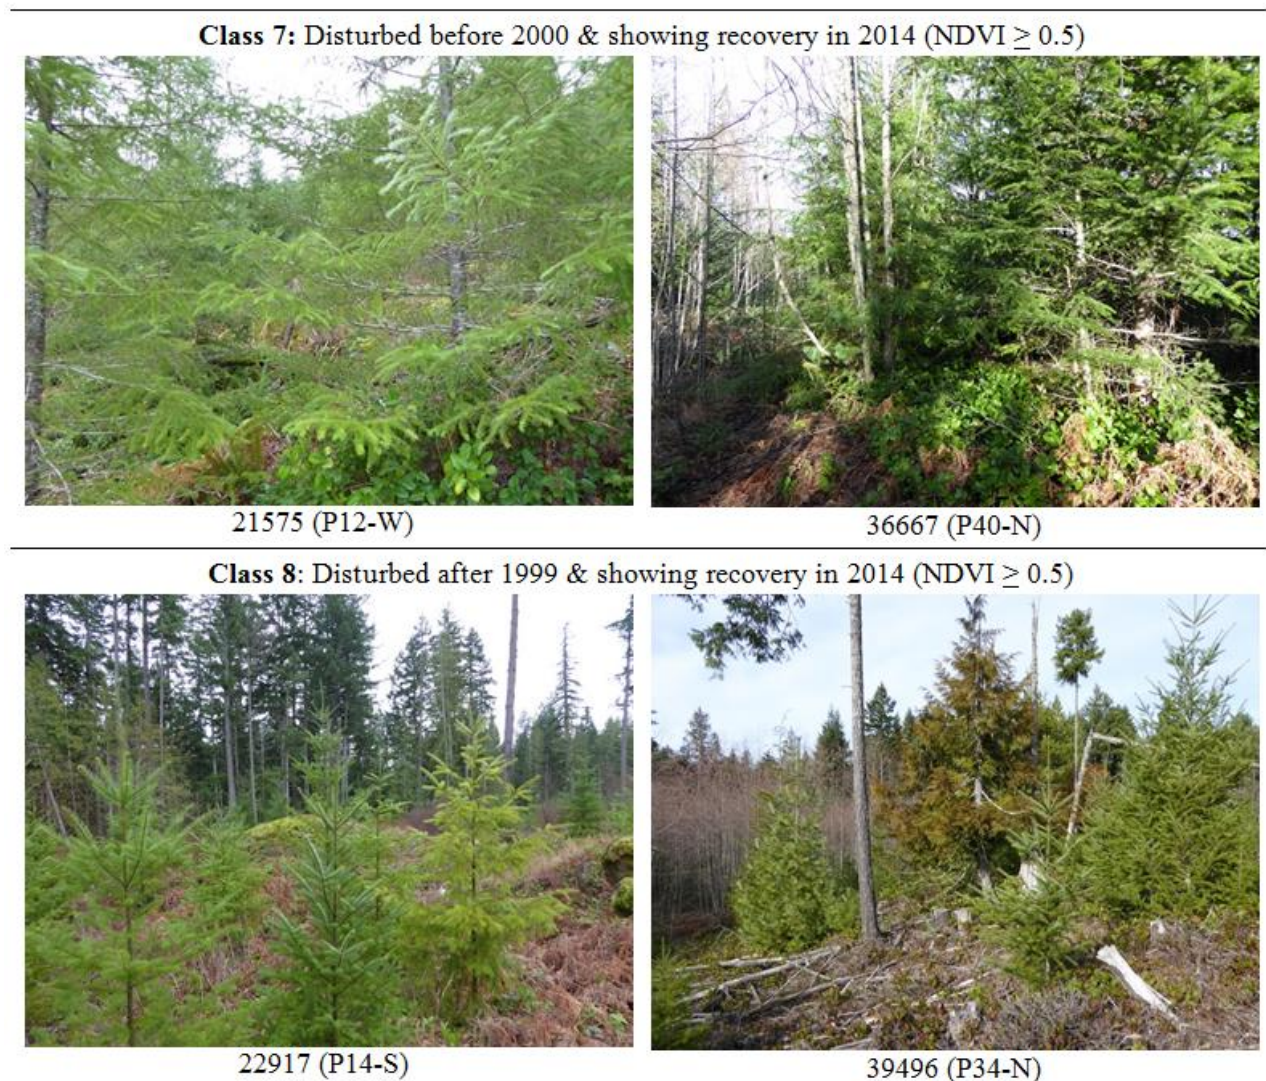 Class 7: Disturbed before 2000 & showing recovery in 2014 (NDVI ≥ 0.5)
21575 (P12-W)
36667 (P40-N)
Class 8: Disturbed after 1999 & showing recovery in 2014 (NDVI ≥ 0.5)
22917 (P14-S)
39496 (P34-N)